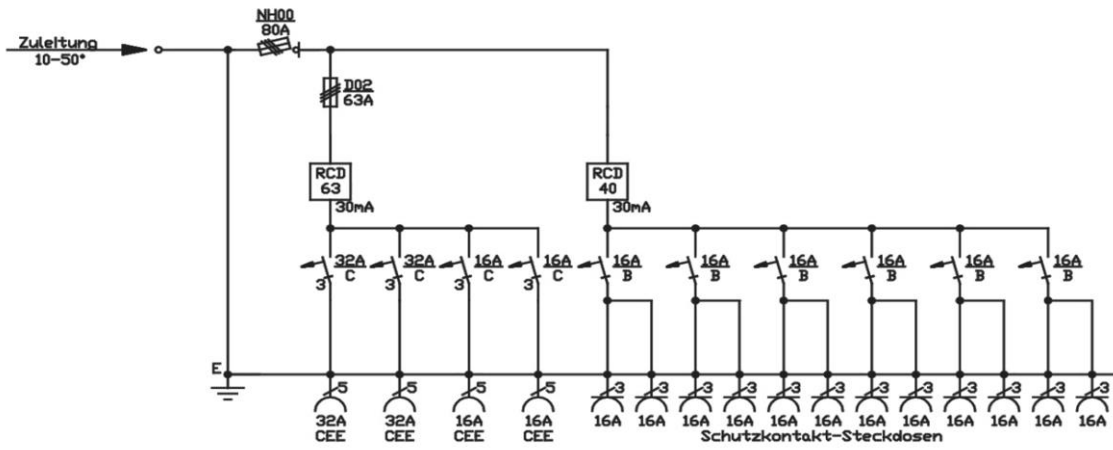 NH00
80A
Zuleitung
10-50°
D02
63A
RCD
63
30mA
RCD
40
30mA
32A
C
3
32A
C
3
16A
C
3
16A
C
3
16A
B
16A
B
16A
B
16A
B
16A
B
16A
B
E
5 5 5 5 3 3 3 3 3 3 3 3 3 3 3 3
32A 32A 16A 16A 16A 16A 16A 16A 16A 16A 16A 16A 16A 16A 16A 16A
CEE CEE CEE CEE Schutzkontakt-Steckdosen